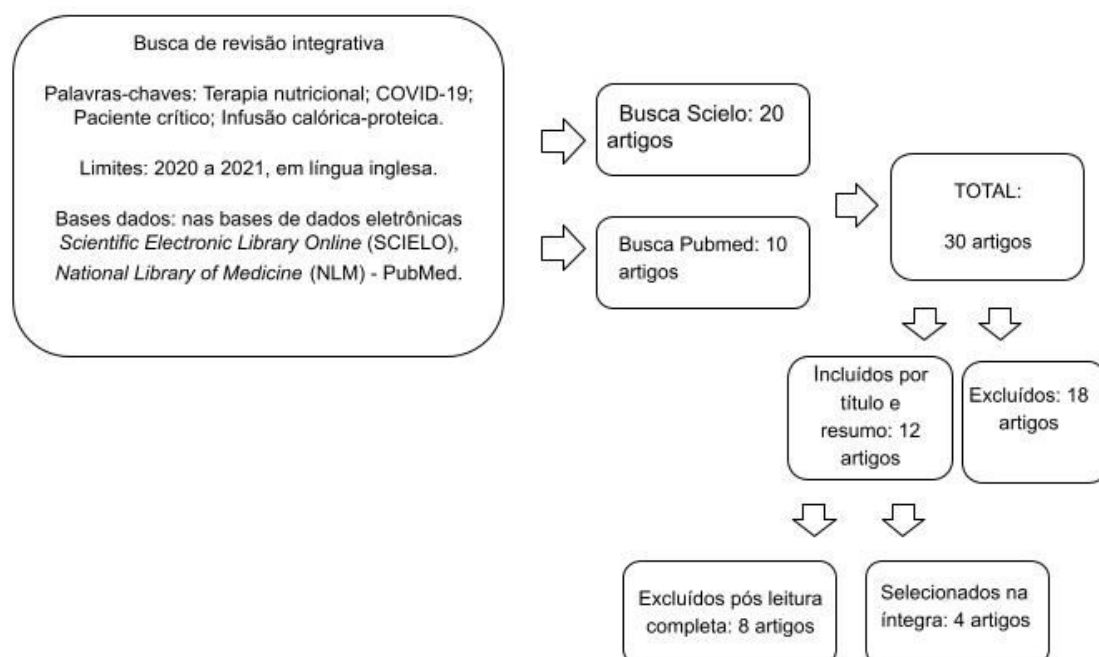 Busca de revisão integrativa
Palavras-chaves: Terapia nutricional; COVID-19;
Paciente crítico; Infusão calórica-proteica.
Limites: 2020 a 2021, em língua inglesa.
Bases dados: nas bases de dados eletrônicas
Scientific Electronic Library Online (SCIELO),
National Library of Medicine (NLM) - PubMed.
Busca Scielo: 20
artigos
Busca Pubmed: 10
artigos
TOTAL:
30 artigos
Incluídos por
título e
resumo: 12
artigos
Excluídos: 18
artigos
Excluídos pós leitura
completa: 8 artigos
Selecionados na
íntegra: 4 artigos